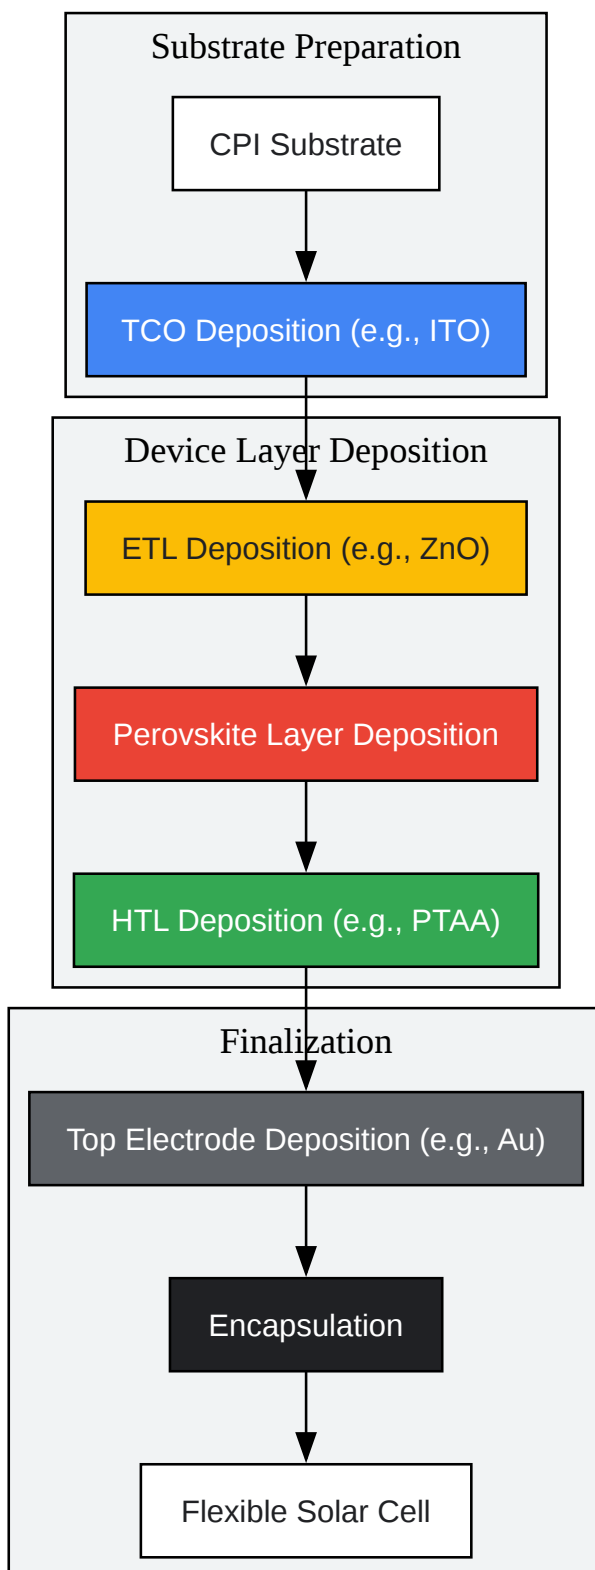 Substrate Preparation
CPI Substrate
TCO Deposition (e.g., ITO)
Device Layer Deposition
ETL Deposition (e.g., ZnO)
Perovskite Layer Deposition
HTL Deposition (e.g., PTAA)
Finalization
Top Electrode Deposition (e.g., Au)
Encapsulation
Flexible Solar Cell